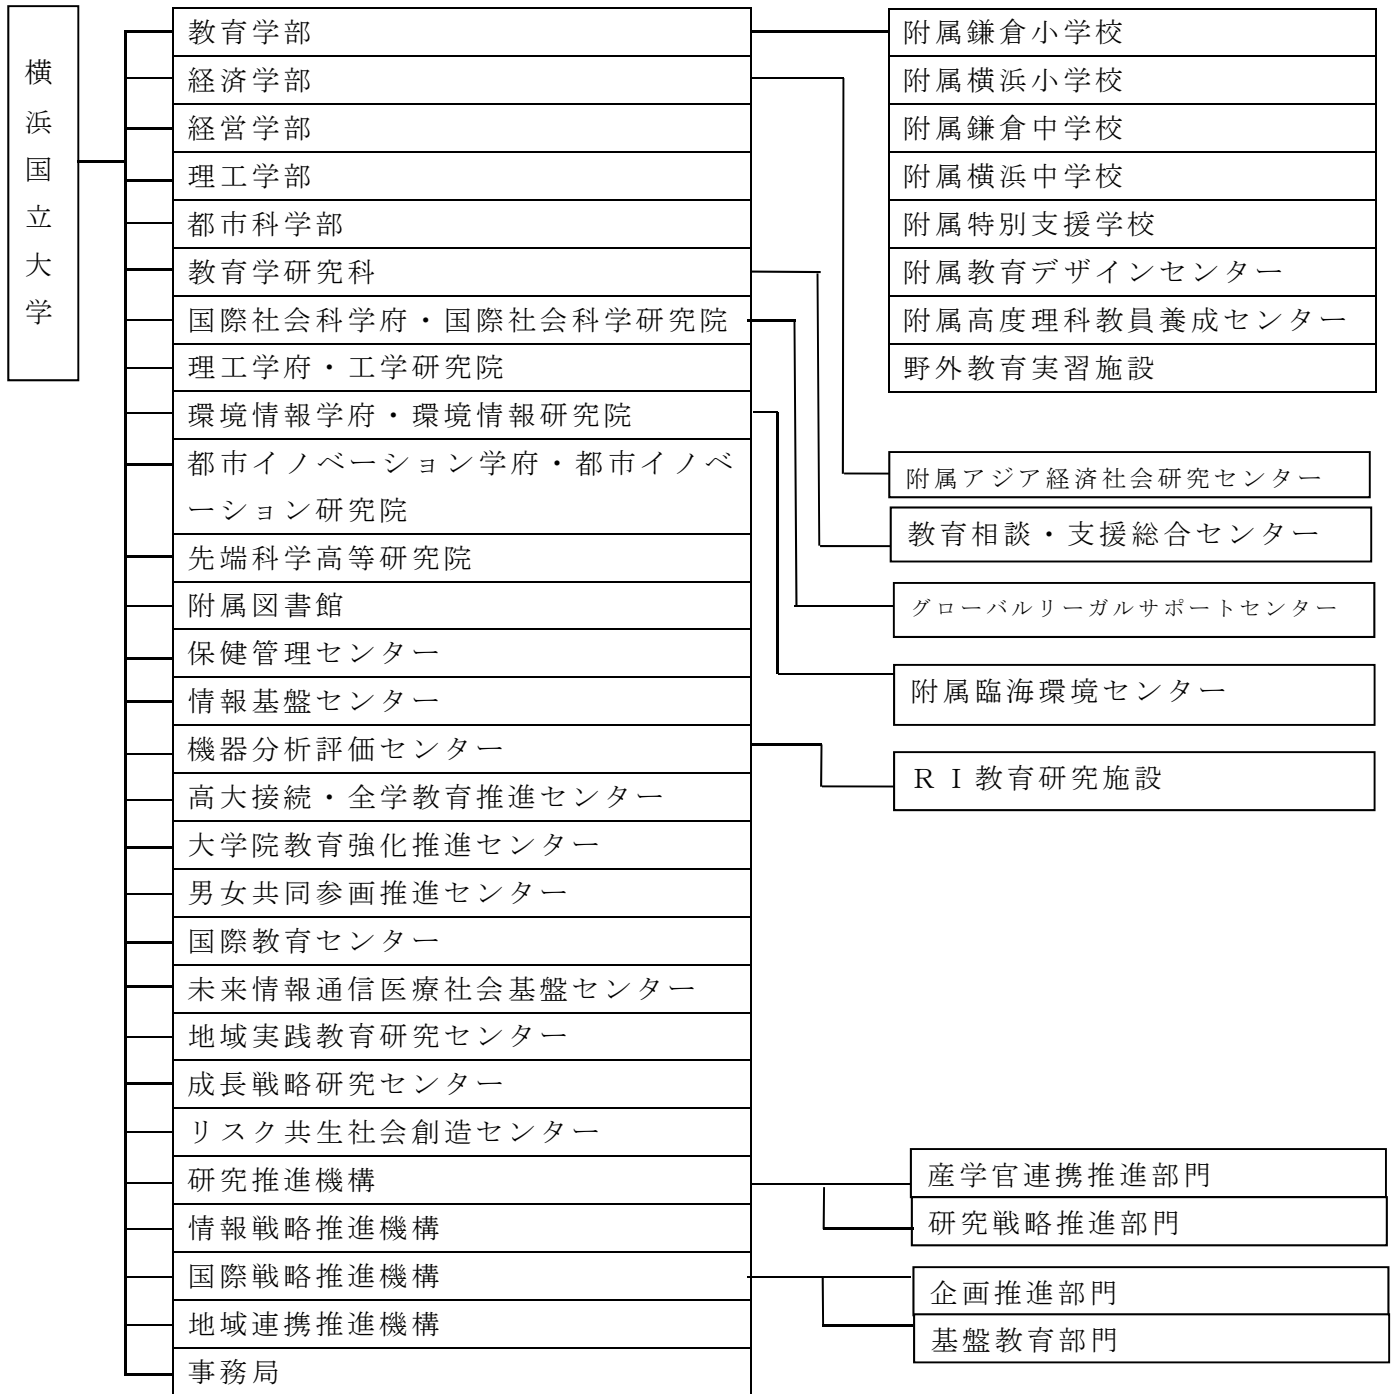 横浜国立大学
教育学部
経済学部
経営学部
理工学部
都市科学部
教育学研究科
国際社会科学府・国際社会科学研究院
理工学府・工学研究院
環境情報学府・環境情報研究院
都市イノベーション学府・都市イノベ
ーション研究院
先端科学高等研究院
附属図書館
保健管理センター
情報基盤センター
機器分析評価センター
高大接続・全学教育推進センター
大学院教育強化推進センター
男女共同参画推進センター
国際教育センター
未来情報通信医療社会基盤センター
地域実践教育研究センター
成長戦略研究センター
リスク共生社会創造センター
研究推進機構
情報戦略推進機構
国際戦略推進機構
地域連携推進機構
事務局
附属鎌倉小学校
附属横浜小学校
附属鎌倉中学校
附属横浜中学校
附属特別支援学校
附属教育デザインセンター
附属高度理科教員養成センター
野外教育実習施設
附属アジア経済社会研究センター
教育相談・支援総合センター
グローバルリーガルサポートセンター
附属臨海環境センター
ＲＩ教育研究施設
産学官連携推進部門
研究戦略推進部門
企画推進部門
基盤教育部門